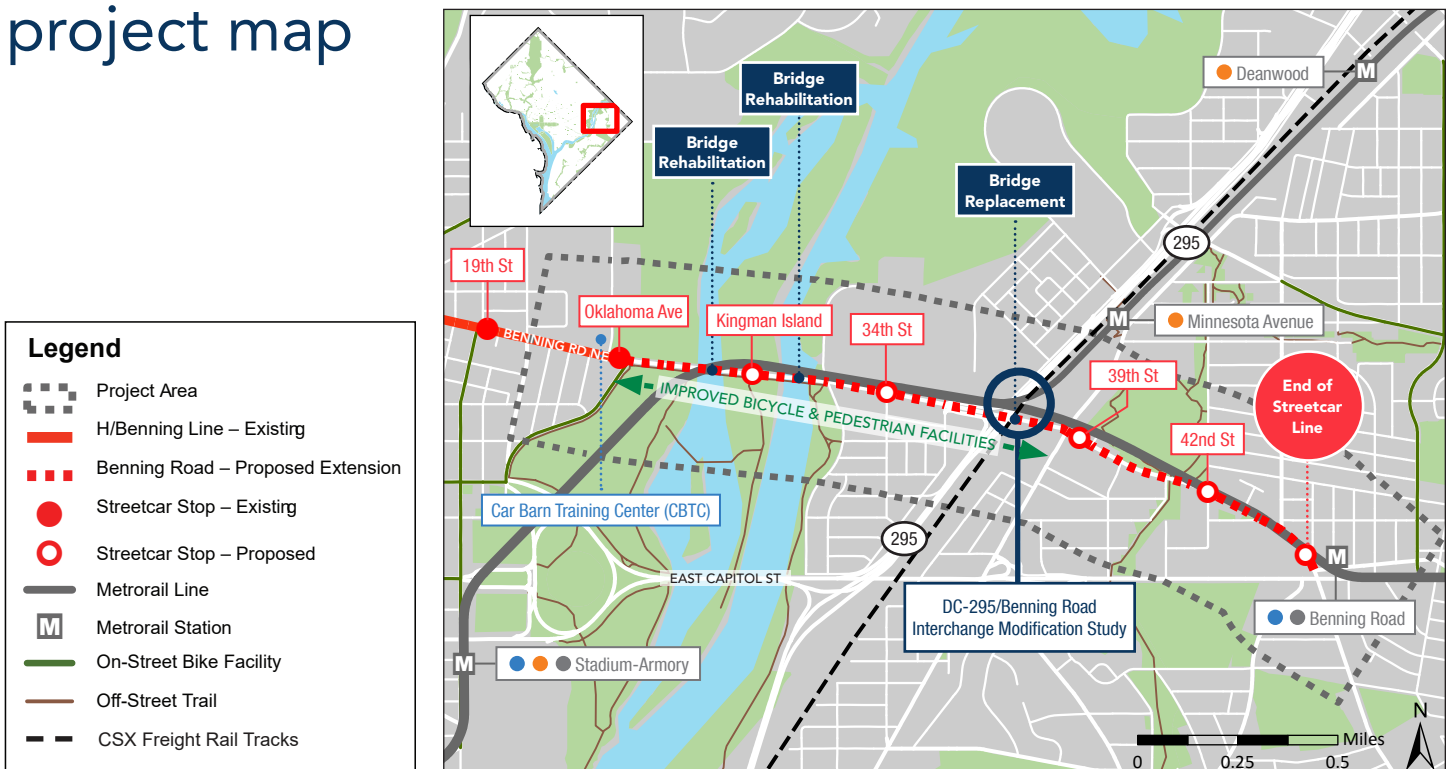 project map
Legend
Project Area
H/Benning Line – Existing
Benning Road – Proposed Extension
Streetcar Stop – Existing
Streetcar Stop – Proposed
Metrorail Line
M
Metrorail Station
On-Street Bike Facility
Off-Street Trail
CSX Freight Rail Tracks
Bridge
Rehabilitation
Bridge
Rehabilitation
Bridge
Replacement
Deanwood
M
295
19th St
Oklahoma Ave
Kingman Island
34th St
M
Minnesota Avenue
BENNING RD NE
39th St
End of
Streetcar
Line
IMPROVED BICYCLE & PEDESTRIAN FACILITIES
42nd St
Car Barn Training Center (CBTC)
295
M
EAST CAPITOL ST
DC-295/Benning Road
Interchange Modification Study
Benning Road
M
Stadium-Armory
N
Miles
0
0.25
0.5